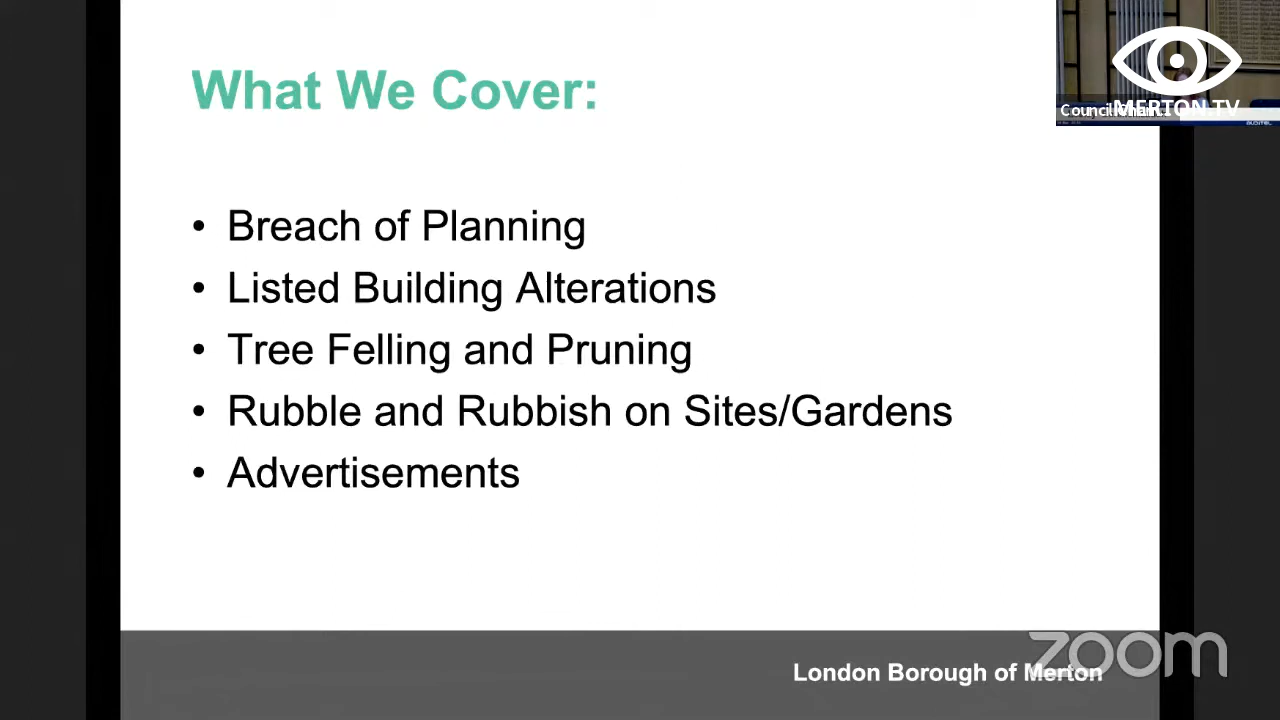 What We Cover:
MERTON.TV
• Breach of Planning
• Listed Building Alterations
• Tree Felling and Pruning
• Rubble and Rubbish on Sites/Gardens
• Advertisements
London Borough of Merton
zoom